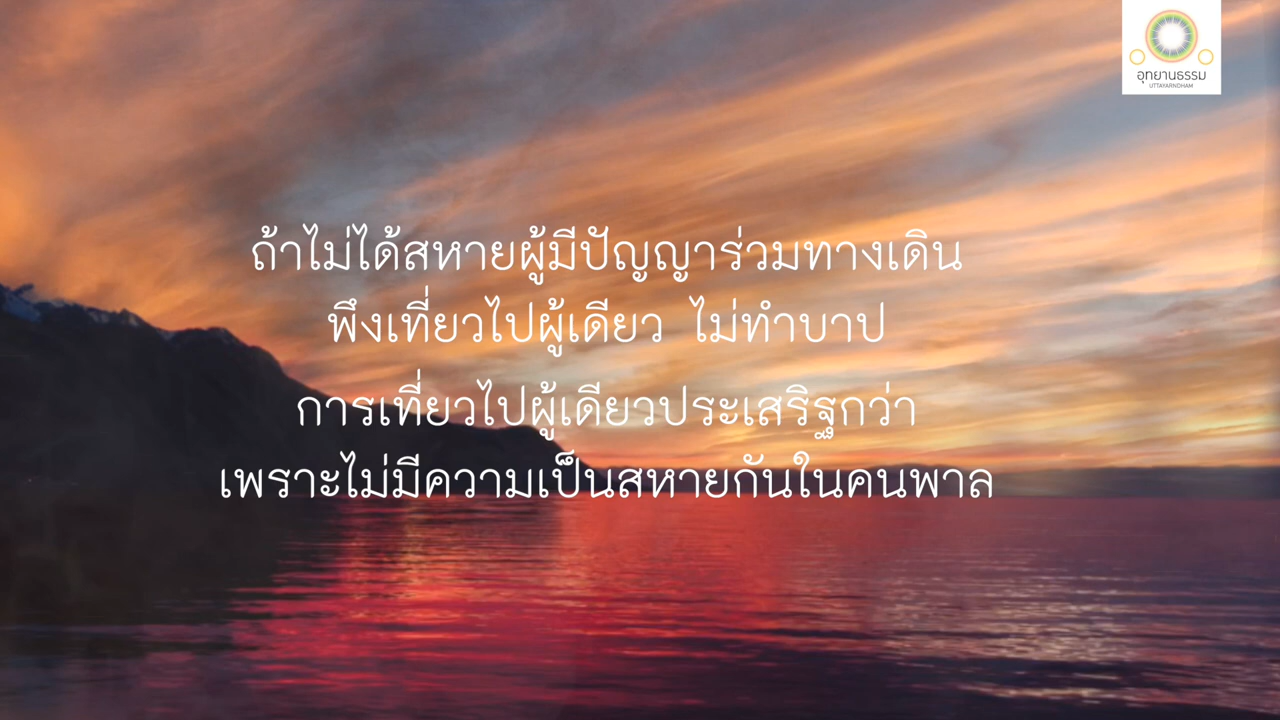 อุทยานธรรม
UTTAYARNDHAM
ถ้าไม่ได้สหายผู้มีปัญญาร่วมทางเดิน
พึงเที่ยวไปผู้เดียว ไม่ทำบาป
การเที่ยวไปผู้เดียวประเสริฐกว่า
เพราะไม่มีความเป็นสหายกันในคนพาล